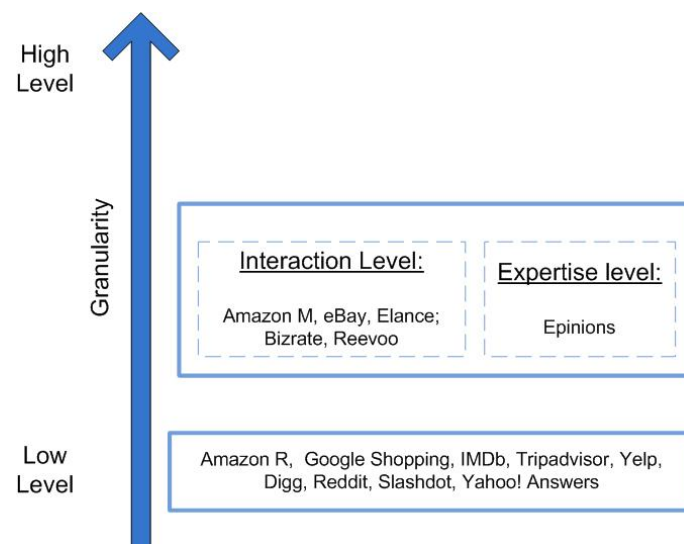 High
Level
Granularity
Interaction Level:
Amazon M, eBay, Elance;
Bizrate, Reevoo
Expertise level:
Epinions
Low
Level
Amazon R,  Google Shopping, IMDb, Tripadvisor, Yelp,
Digg, Reddit, Slashdot, Yahoo! Answers